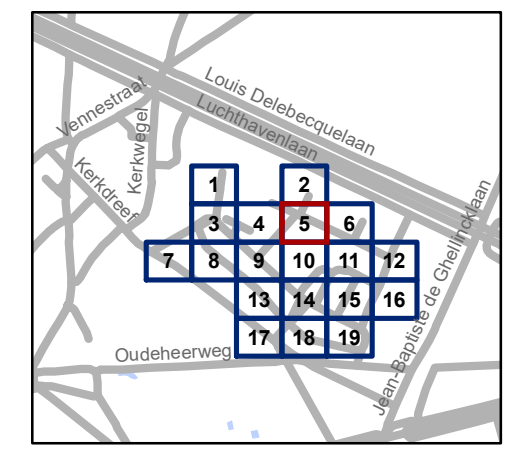 Louis Delebecquelaan
Luchthavenlaan
Vennestraat
Kerkwegel
Kerkdreef
1 2
3 4 5 6
7 8 9 10 11 12
13 14 15 16
17 18 19
Oudeheerweg
Jean-Baptiste de Ghellincklaan